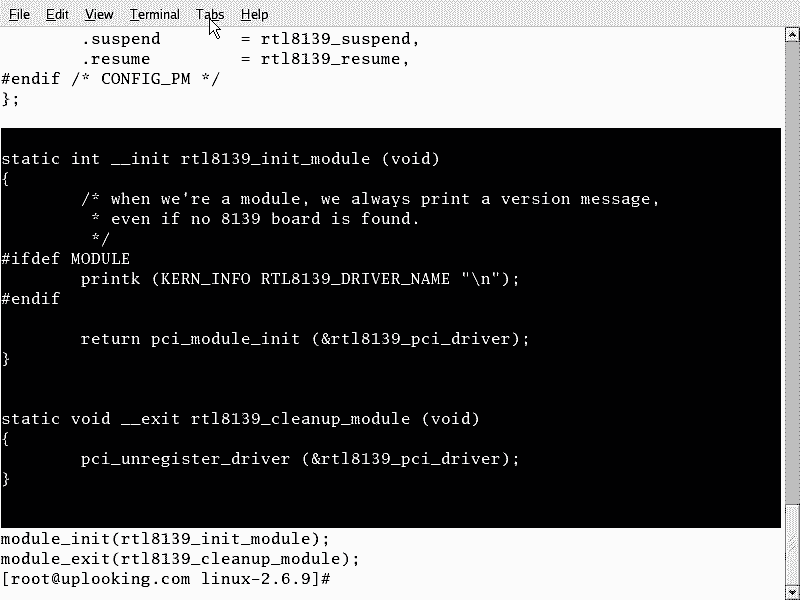 File Edit View Terminal Tabs Help
        .suspend        = rtl8139_suspend,
        .resume         = rtl8139_resume,
#endif /* CONFIG_PM */
};
static int __init rtl8139_init_module (void)
{
        /* when we're a module, we always print a version message,
         * even if no 8139 board is found.
         */
#ifdef MODULE
        printk (KERN_INFO RTL8139_DRIVER_NAME "\n");
#endif
        return pci_module_init (&rtl8139_pci_driver);
}
static void __exit rtl8139_cleanup_module (void)
{
        pci_unregister_driver (&rtl8139_pci_driver);
}
module_init(rtl8139_init_module);
module_exit(rtl8139_cleanup_module);
[root@uplooking.com linux-2.6.9]#